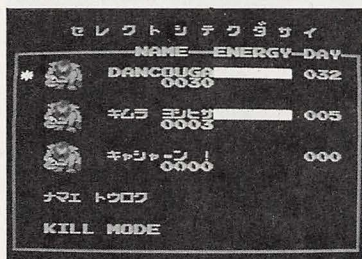 セレクトシテクダサイ
NAME ENERGY DAY
* DANCOUGA 032
0030
キムラ ヨシヒサ 005
0003
キャシャーン ! 000
0000
ナマエ トウロク
KILL MODE